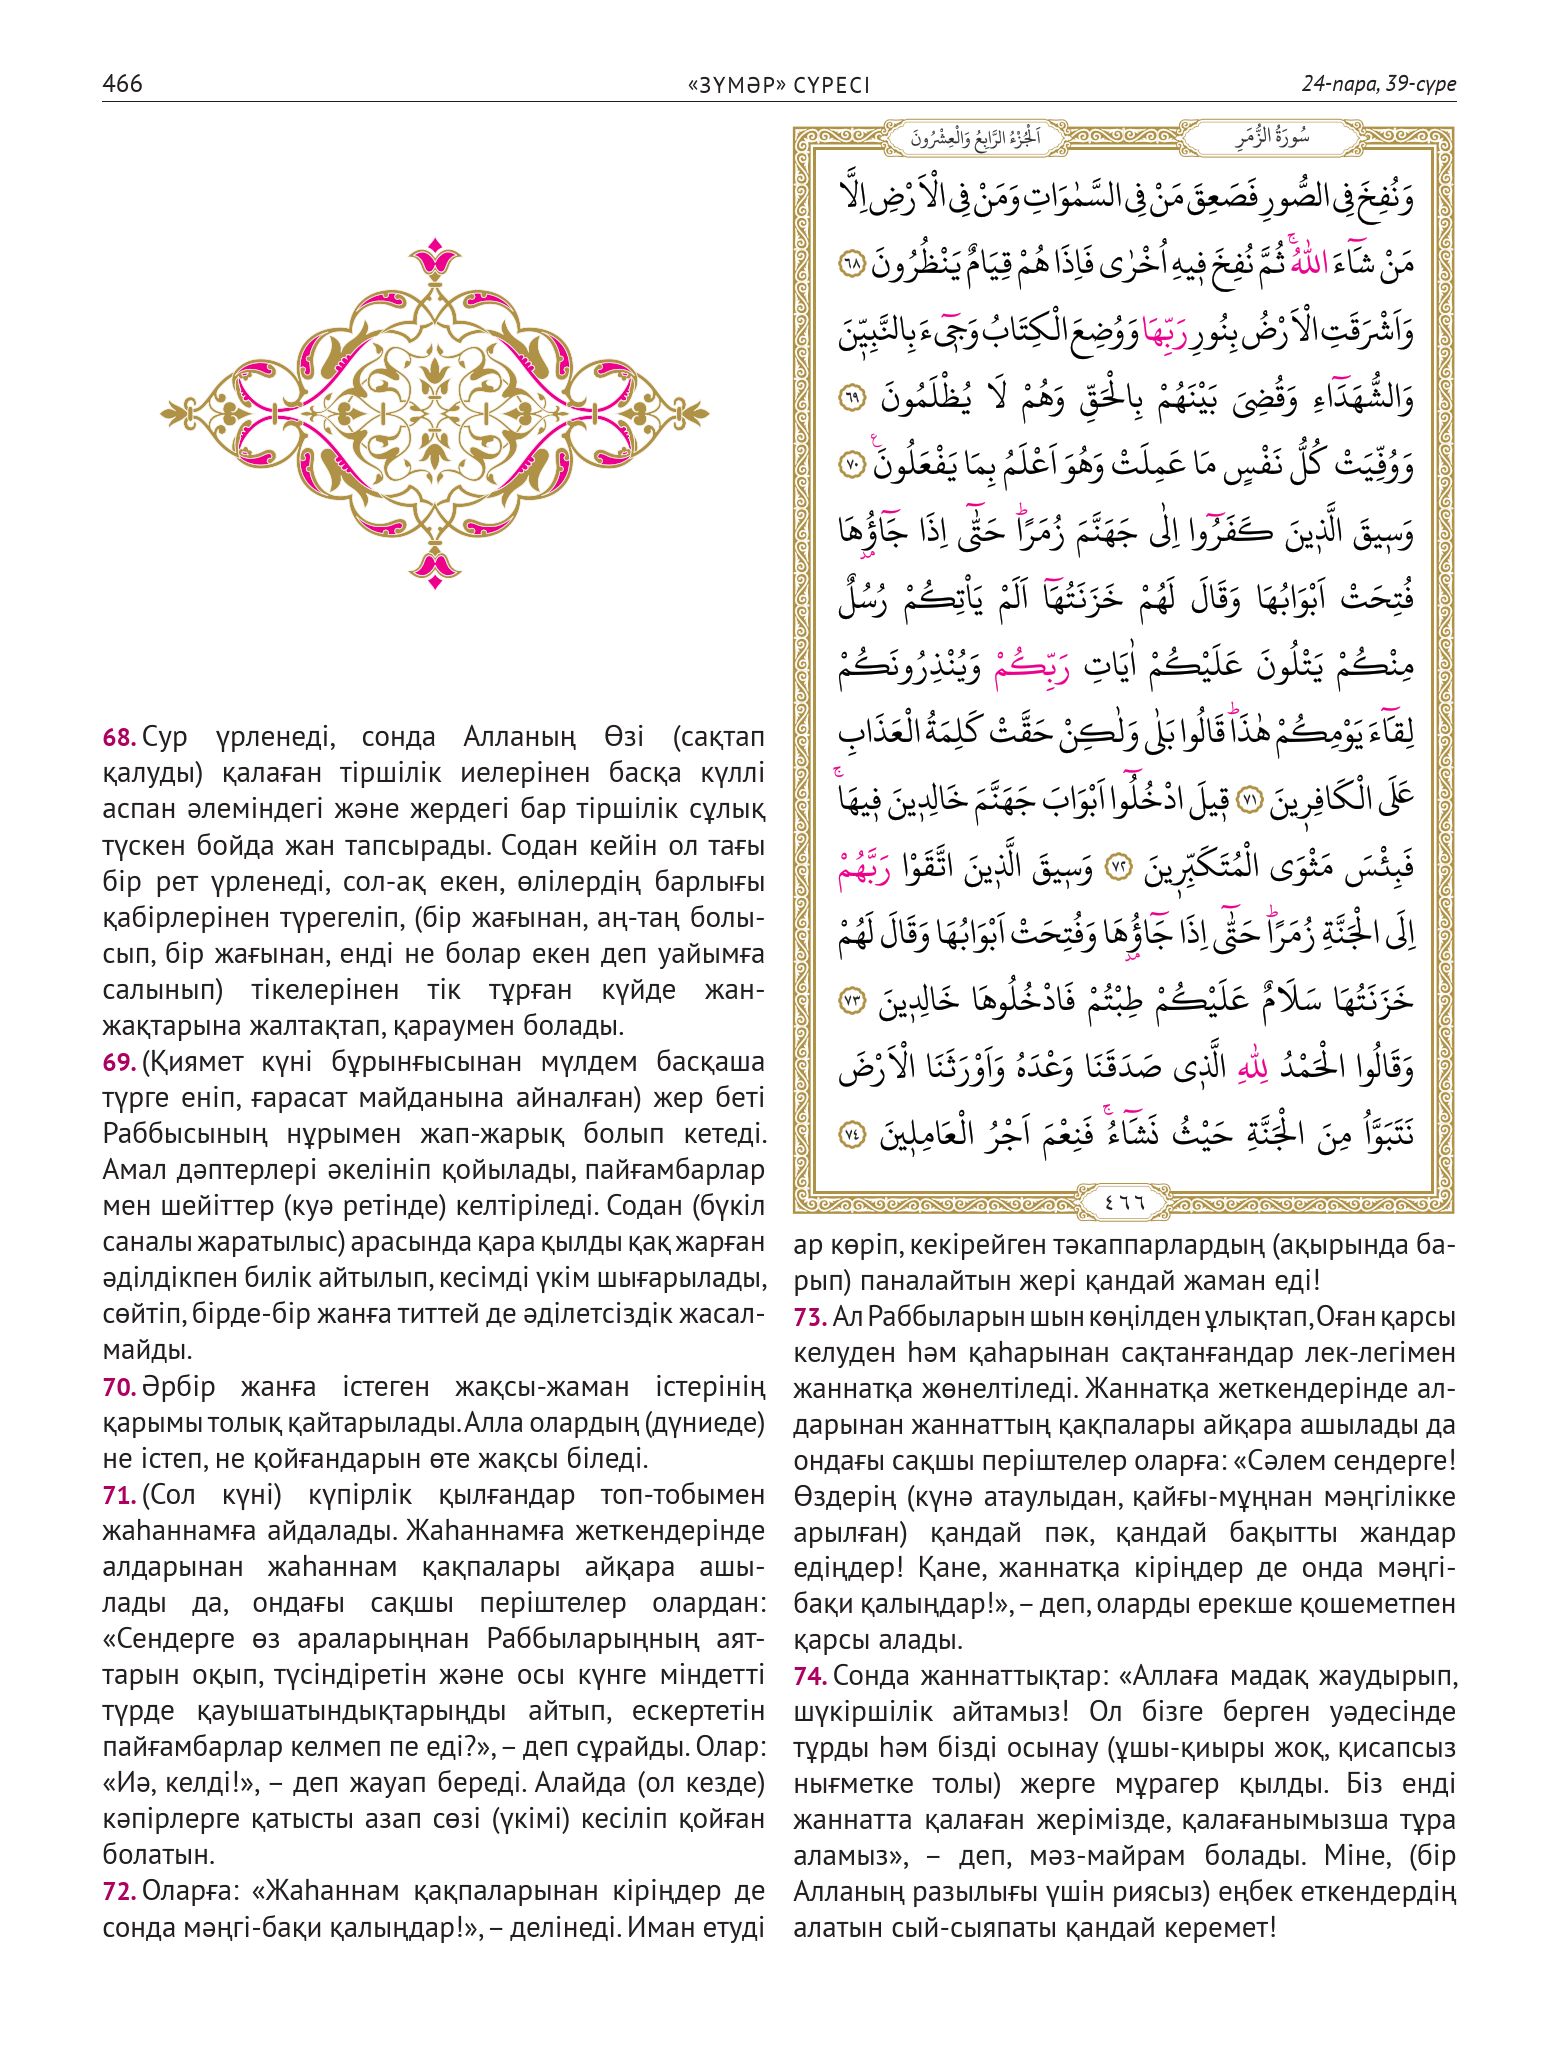 466
«ЗҮМӘР» СҮРЕСІ
24-пара, 39-сүре
اَلْجُزْءُ الرَّابِعُ وَالْعِشْرُونَ
سُورَةُ الزُّمَرِ
وَنُفِخَ فِى الصُّورِ فَصَعِقَ مَنْ فِى السَّمٰوَاتِ وَمَنْ فِى الْاَرْضِ اِلَّا
مَنْ شَٓاءَ اللّٰهُۚ ثُمَّ نُفِخَ ف۪يهِ اُخْرٰى فَاِذَا هُمْ قِيَامٌ يَنْظُرُونَ ﴿٦٨﴾
وَاَشْرَقَتِ الْاَرْضُ بِنُورِ رَبِّهَا وَوُضِعَ الْكِتَابُ وَج۪ٓىءَ بِالنَّبِيّ۪نَ
وَالشُّهَدَٓاءِ وَقُضِىَ بَيْنَهُمْ بِالْحَقِّ وَهُمْ لَا يُظْلَمُونَ ﴿٦٩﴾
وَوُفِّيَتْ كُلُّ نَفْسٍ مَا عَمِلَتْ وَهُوَ اَعْلَمُ بِمَا يَفْعَلُونَ۟ ﴿٧٠﴾
وَس۪يقَ الَّذ۪ينَ كَفَرُٓوا اِلٰى جَهَنَّمَ زُمَرًاۜ حَتّٰٓى اِذَا جَٓاؤُ۫هَا
فُتِحَتْ اَبْوَابُهَا وَقَالَ لَهُمْ خَزَنَتُهَٓا اَلَمْ يَاْتِكُمْ رُسُلٌ
مِنْكُمْ يَتْلُونَ عَلَيْكُمْ اٰيَاتِ رَبِّكُمْ وَيُنْذِرُونَكُمْ
لِقَٓاءَ يَوْمِكُمْ هٰذَاۜ قَالُوا بَلٰى وَلٰكِنْ حَقَّتْ كَلِمَةُ الْعَذَابِ
عَلَى الْكَافِر۪ينَ ﴿٧١﴾ ق۪يلَ ادْخُلُٓوا اَبْوَابَ جَهَنَّمَ خَالِد۪ينَ ف۪يهَاۚ
فَبِئْسَ مَثْوَى الْمُتَكَبِّر۪ينَ ﴿٧٢﴾ وَس۪يقَ الَّذ۪ينَ اتَّقَوْا رَبَّهُمْ
اِلَى الْجَنَّةِ زُمَرًاۜ حَتّٰٓى اِذَا جَٓاؤُ۫هَا وَفُتِحَتْ اَبْوَابُهَا وَقَالَ لَهُمْ
خَزَنَتُهَا سَلَامٌ عَلَيْكُمْ طِبْتُمْ فَادْخُلُوهَا خَالِد۪ينَ ﴿٧٣﴾
وَقَالُوا الْحَمْدُ لِلّٰهِ الَّذ۪ى صَدَقَنَا وَعْدَهُ وَاَوْرَثَنَا الْاَرْضَ
نَتَبَوَّاُ مِنَ الْجَنَّةِ حَيْثُ نَشَٓاءُۚ فَنِعْمَ اَجْرُ الْعَامِل۪ينَ ﴿٧٤﴾
٤٦٦
68. Сур үрленеді, сонда Алланың Өзі (сақтап
қалуды) қалаған тіршілік иелерінен басқа күллі
аспан әлеміндегі және жердегі бар тіршілік сұлық
түскен бойда жан тапсырады. Содан кейін ол тағы
бір рет үрленеді, сол-ақ екен, өлілердің барлығы
қабірлерінен түрегеліп, (бір жағынан, аң-таң болы-
сып, бір жағынан, енді не болар екен деп уайымға
салынып) тікелерінен тік тұрған күйде жан-
жақтарына жалтақтап, қараумен болады.
69. (Қиямет күні бұрынғысынан мүлдем басқаша
түрге еніп, ғарасат майданына айналған) жер беті
Раббысының нұрымен жап-жарық болып кетеді.
Амал дәптерлері әкелініп қойылады, пайғамбарлар
мен шейіттер (куә ретінде) келтіріледі. Содан (бүкіл
саналы жаратылыс) арасында қара қылды қақ жарған
әділдікпен билік айтылып, кесімді үкім шығарылады,
сөйтіп, бірде-бір жанға титтей де әділетсіздік жасал-
майды.
70. Әрбір жанға істеген жақсы-жаман істерінің
қарымы толық қайтарылады. Алла олардың (дүниеде)
не істеп, не қойғандарын өте жақсы біледі.
71. (Сол күні) күпірлік қылғандар топ-тобымен
жаһаннамға айдалады. Жаһаннамға жеткендерінде
алдарынан жаһаннам қақпалары айқара ашы-
лады да, ондағы сақшы періштелер олардан:
«Сендерге өз араларыңнан Раббыларыңның аят-
тарын оқып, түсіндіретін және осы күнге міндетті
түрде қауышатындықтарыңды айтып, ескертетін
пайғамбарлар келмеп пе еді?», – деп сұрайды. Олар:
«Иә, келді!», – деп жауап береді. Алайда (ол кезде)
кәпірлерге қатысты азап сөзі (үкімі) кесіліп қойған
болатын.
72. Оларға: «Жаһаннам қақпаларынан кіріңдер де
сонда мәңгі-бақи қалыңдар!», – делінеді. Иман етуді
ар көріп, кекірейген тәкаппарлардың (ақырында ба-
рып) паналайтын жері қандай жаман еді!
73. Ал Раббыларын шын көңілден ұлықтап, Оған қарсы
келуден һәм қаһарынан сақтанғандар лек-легімен
жаннатқа жөнелтіледі. Жаннатқа жеткендерінде ал-
дарынан жаннаттың қақпалары айқара ашылады да
ондағы сақшы періштелер оларға: «Сәлем сендерге!
Өздерің (күнә атаулыдан, қайғы-мұңнан мәңгілікке
арылған) қандай пәк, қандай бақытты жандар
едіңдер! Қане, жаннатқа кіріңдер де онда мәңгі-
бақи қалыңдар!», – деп, оларды ерекше қошеметпен
қарсы алады.
74. Сонда жаннаттықтар: «Аллаға мадақ жаудырып,
шүкіршілік айтамыз! Ол бізге берген уәдесінде
тұрды һәм бізді осынау (ұшы-қиыры жоқ, қисапсыз
нығметке толы) жерге мұрагер қылды. Біз енді
жаннатта қалаған жерімізде, қалағанымызша тұра
аламыз», – деп, мәз-майрам болады. Міне, (бір
Алланың разылығы үшін риясыз) еңбек еткендердің
алатын сый-сыяпаты қандай керемет!